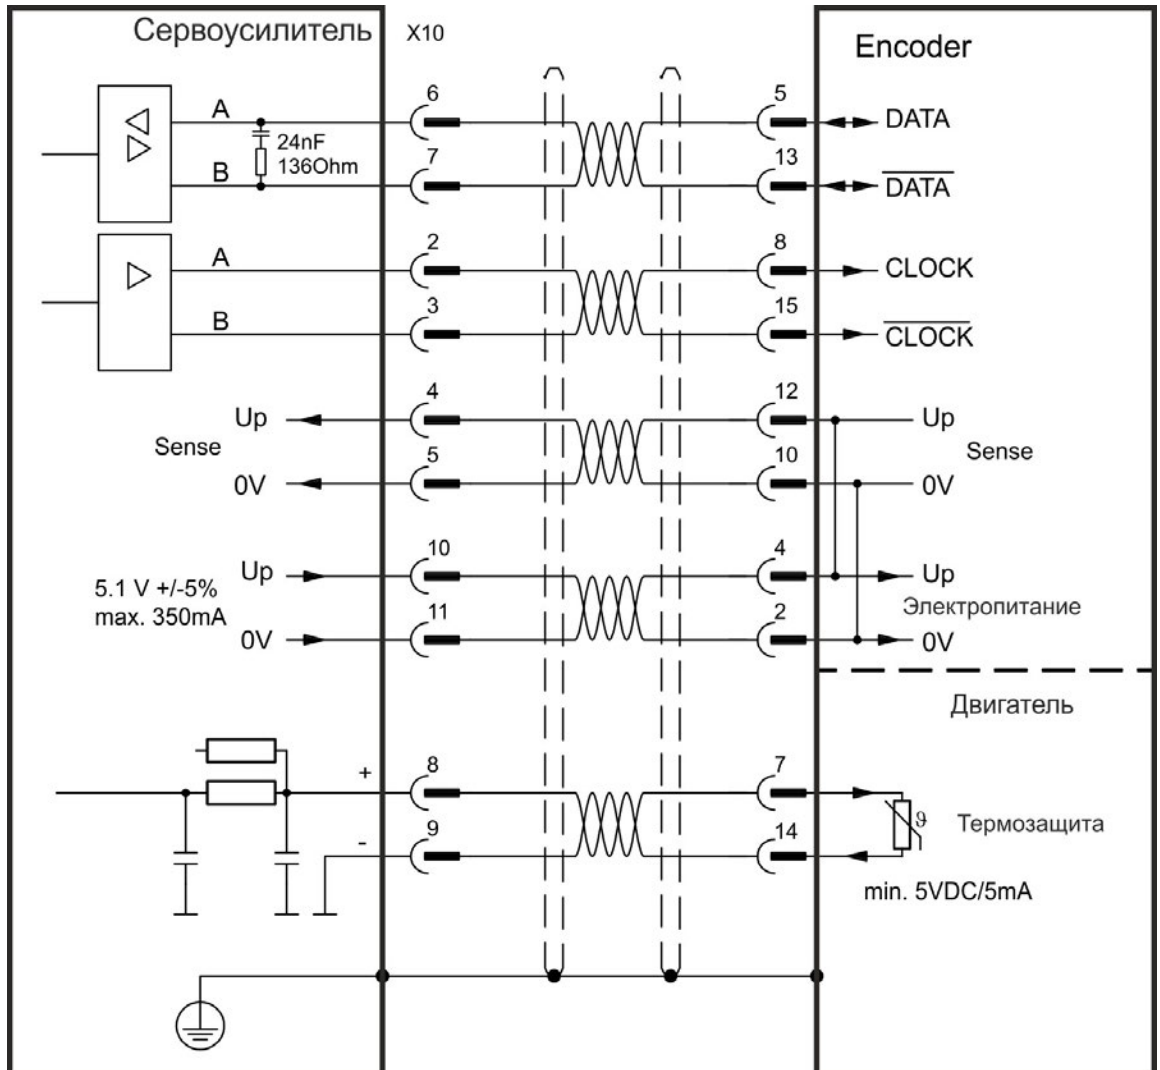 Сервоусилитель
X10
Encoder
6
5
A
DATA
24nF
136Ohm
7
13
B
DATA
2
8
A
CLOCK
3
15
B
CLOCK
4
12
Up
Up
Sense
Sense
5
10
0V
0V
10
4
Up
Up
5.1 V +/-5%
max. 350mA
Электропитание
11
2
0V
0V
Двигатель
+
8
7
ϑ
Термозащита
-
9
14
min. 5VDC/5mA